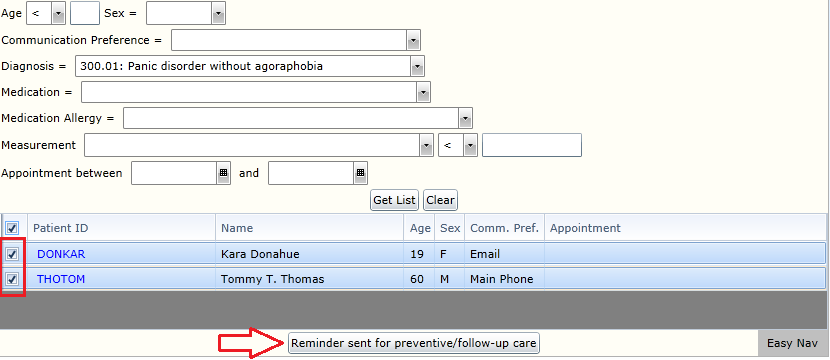 Age < Sex =
Communication Preference =
Diagnosis = 300.01: Panic disorder without agoraphobia
Medication =
Medication Allergy =
Measurement <
Appointment between and
Get List Clear
Patient ID Name Age Sex Comm. Pref. Appointment
DONKAR Kara Donahue 19 F Email
THOTOM Tommy T. Thomas 60 M Main Phone
Reminder sent for preventive/follow-up care Easy Nav